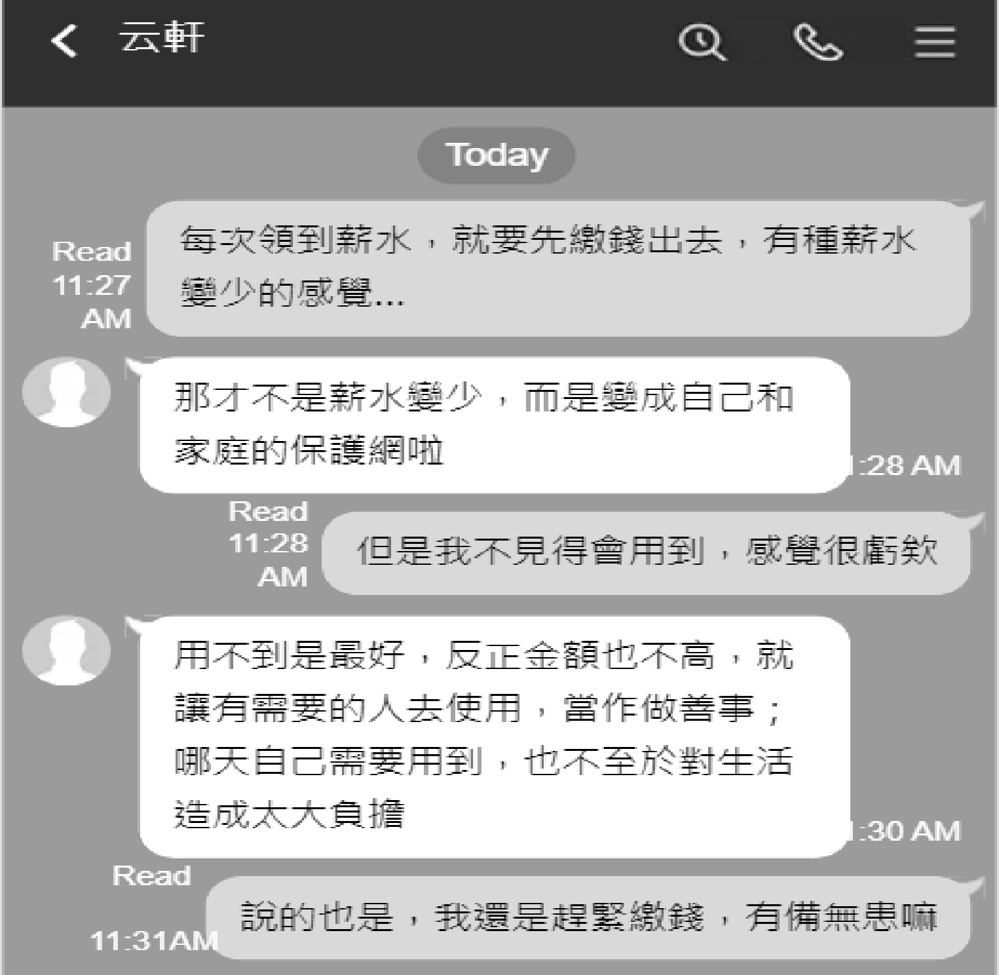 云軒
Today
每次領到薪水，就要先繳錢出去，有種薪水
變少的感覺...
Read
11:27
AM
那才不是薪水變少，而是變成自己和
家庭的保護網啦
:28 AM
Read
11:28
AM
但是我不見得會用到，感覺很虧欸
用不到是最好，反正金額也不高，就
讓有需要的人去使用，當作做善事；
哪天自己需要用到，也不至於對生活
造成太大負擔
:30 AM
Read
11:31AM
說的也是，我還是趕緊繳錢，有備無患嘛